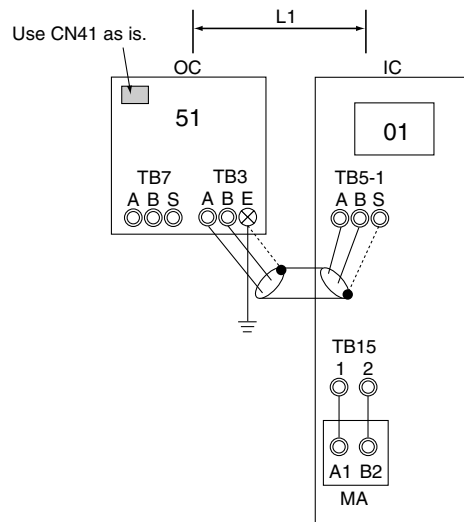 L1
Use CN41 as is.
OC
IC
51
01
TB7
TB3
TB5-1
A B S
A B E
A B S
TB15
1 2
A1 B2
MA